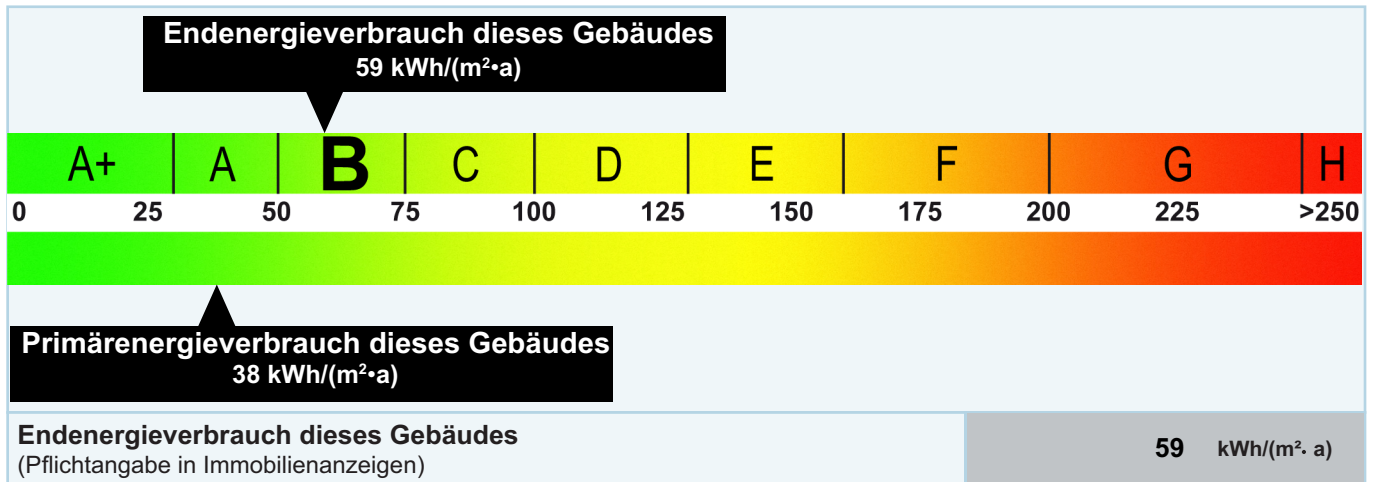 Endenergieverbrauch dieses Gebäudes
59 kWh/(m²•a)
A+ A B C D E F G H
0 25 50 75 100 125 150 175 200 225 >250
Primärenergieverbrauch dieses Gebäudes
38 kWh/(m²•a)
Endenergieverbrauch dieses Gebäudes 59 kWh/(m²· a)
(Pflichtangabe in Immobilienanzeigen)